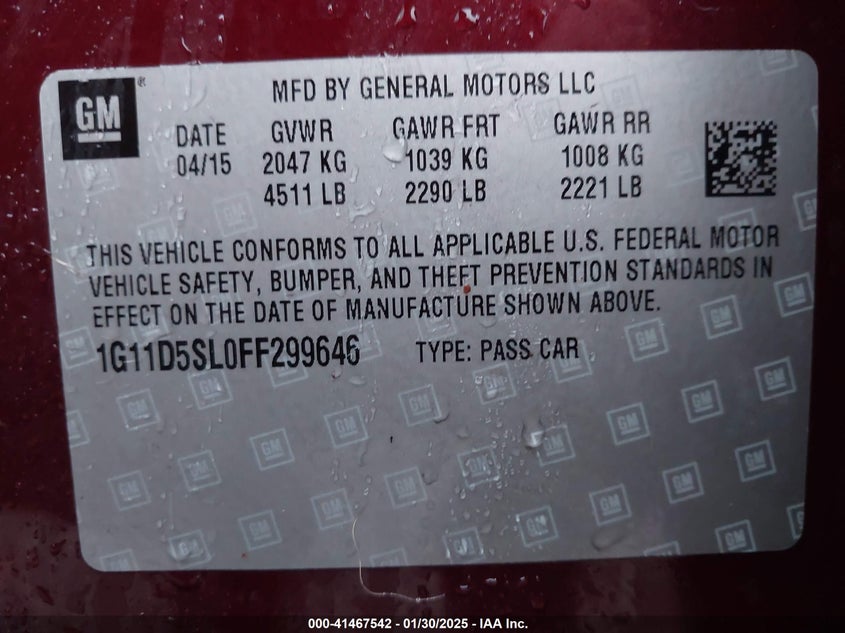 GM ®
MFD BY GENERAL MOTORS LLC
DATE GVWR GAWR FRT GAWR RR
04/15 2047 KG 1039 KG 1008 KG
4511 LB 2290 LB 2221 LB
THIS VEHICLE CONFORMS TO ALL APPLICABLE U.S. FEDERAL MOTOR
VEHICLE SAFETY, BUMPER, AND THEFT PREVENTION STANDARDS IN
EFFECT ON THE DATE OF MANUFACTURE SHOWN ABOVE.
1G11D5SL0FF299646 TYPE: PASS CAR
000-41467542 - 01/30/2025 - IAA Inc.